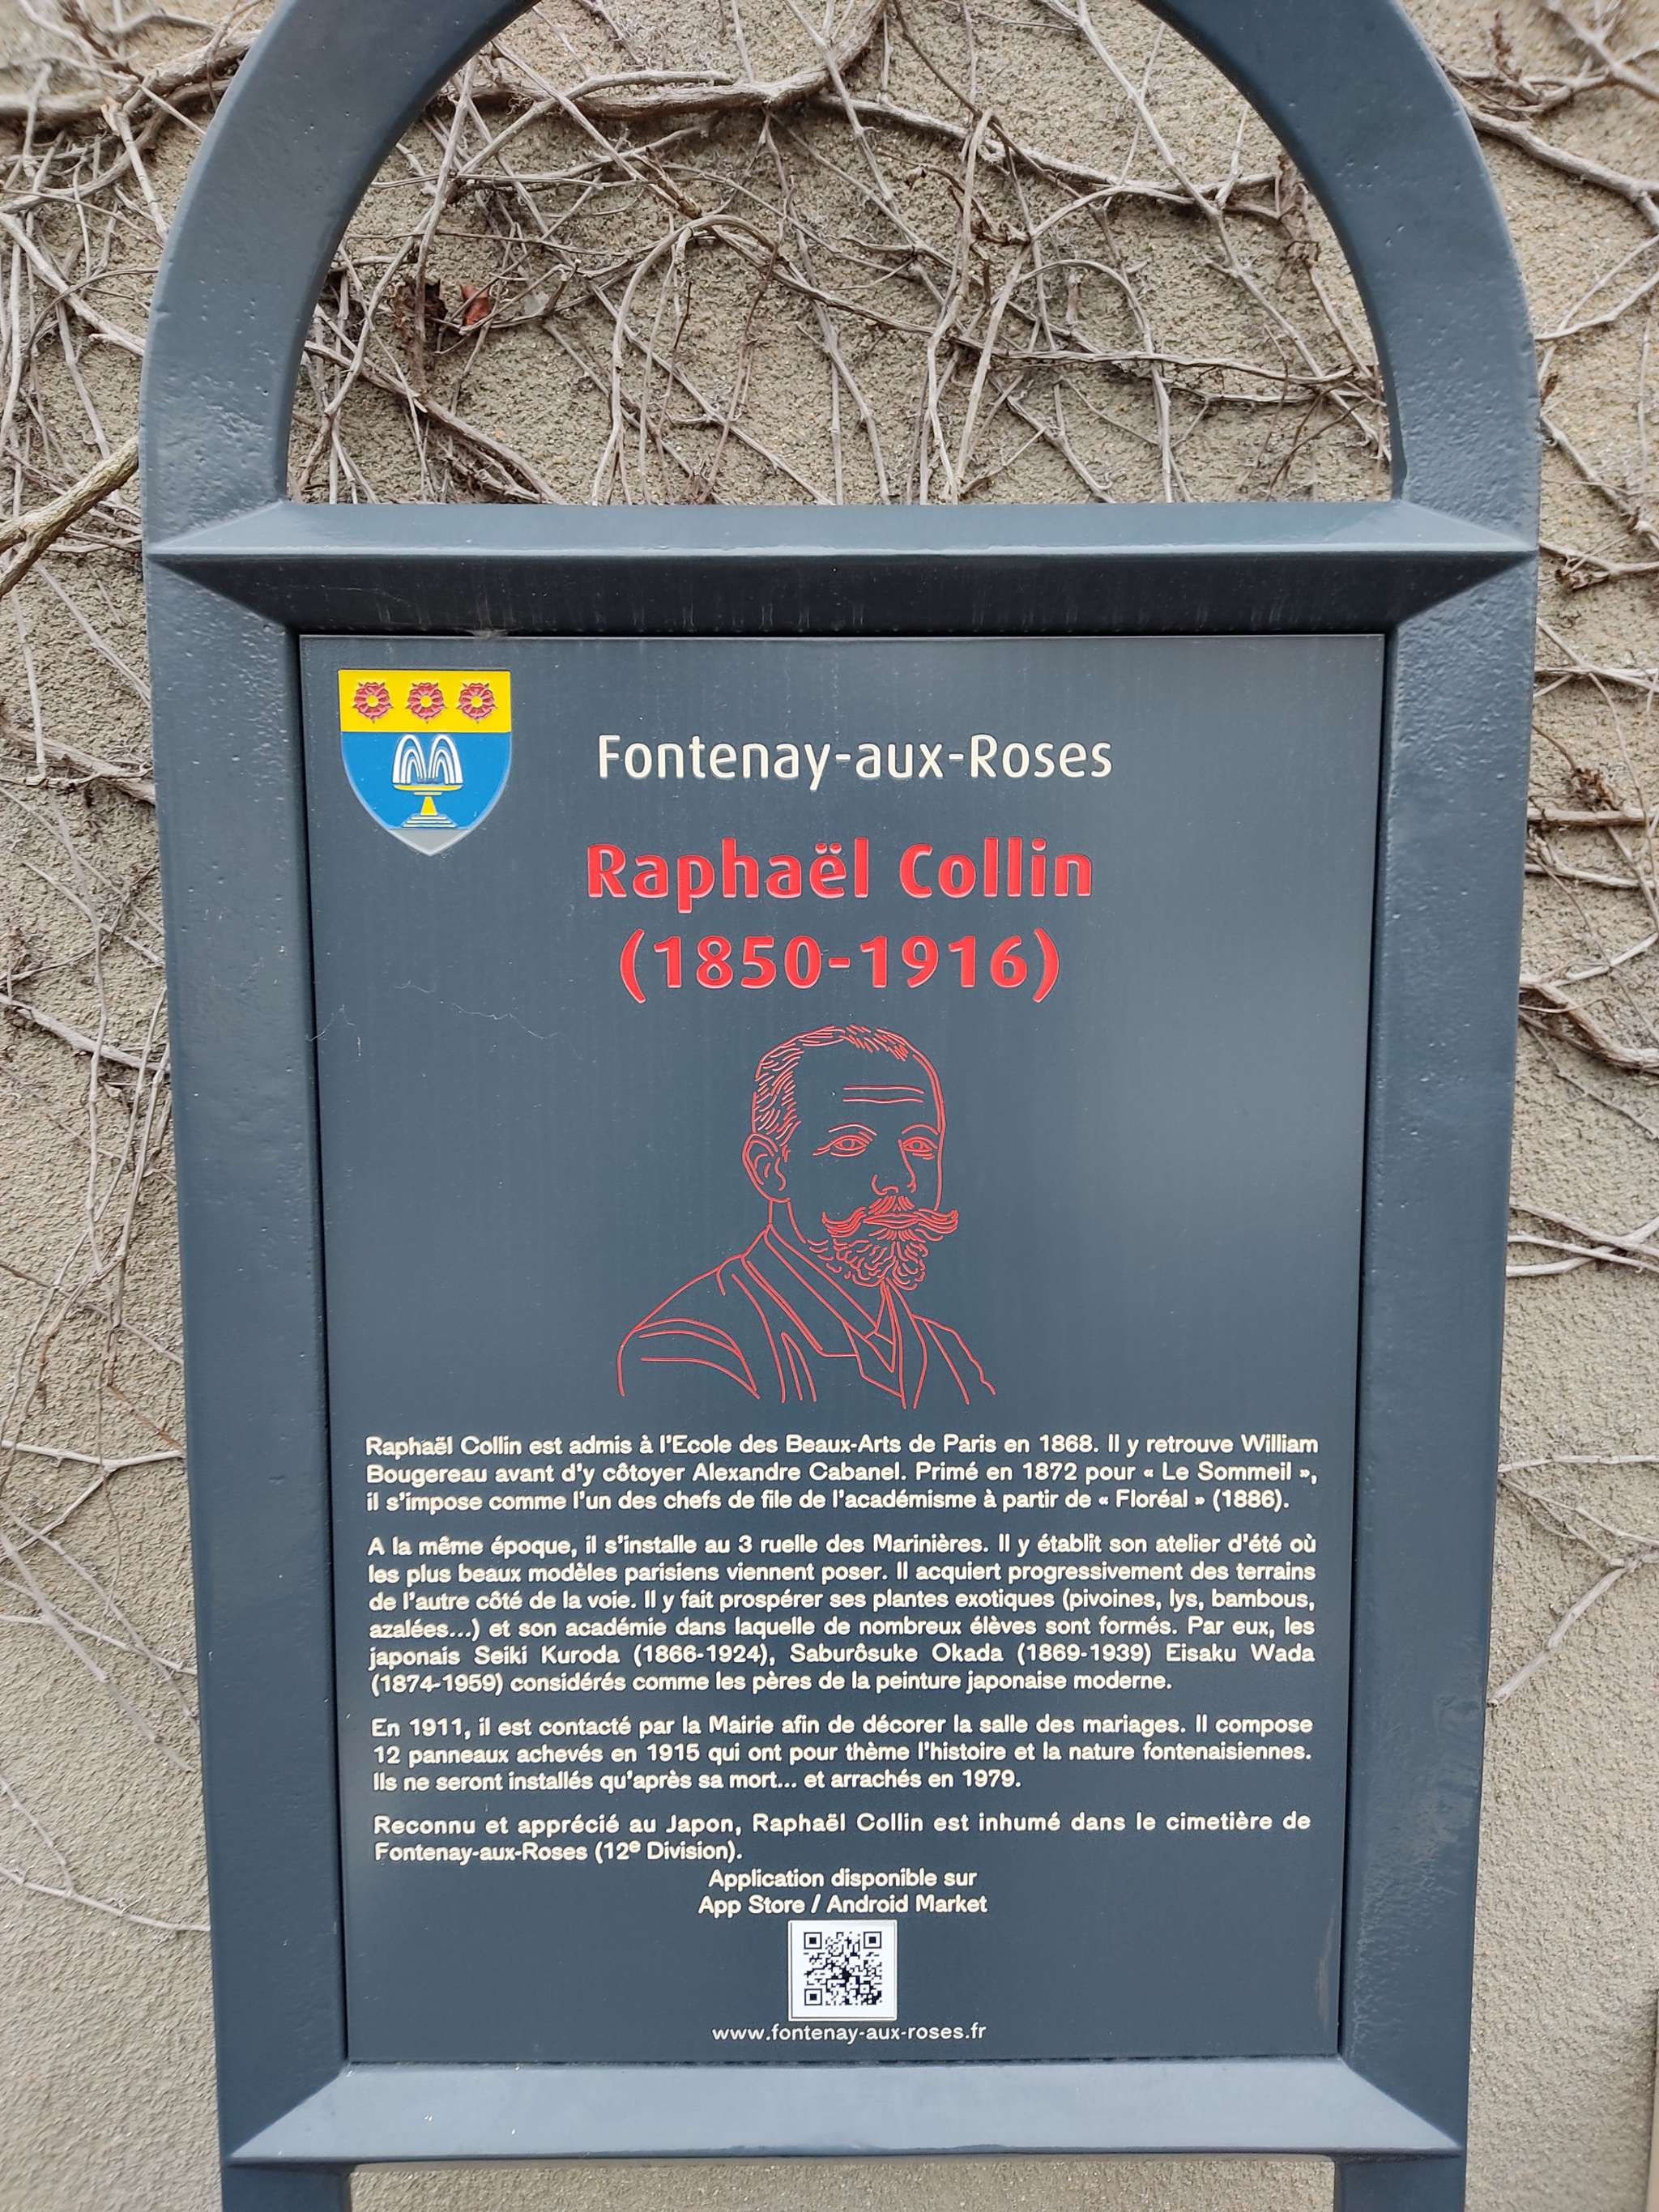 Fontenay-aux-Roses
Raphaël Collin
(1850-1916)
Raphaël Collin est admis à l'Ecole des Beaux-Arts de Paris en 1868. Il y retrouve William
Bougereau avant d'y côtoyer Alexandre Cabanel. Primé en 1872 pour « Le Sommeil »,
il s'impose comme l'un des chefs de file de l'académisme à partir de « Floréal » (1886).
A la même époque, il s'installe au 3 ruelle des Marinières. Il y établit son atelier d'été où
les plus beaux modèles parisiens viennent poser. Il acquiert progressivement des terrains
de l'autre côté de la voie. Il y fait prospérer ses plantes exotiques (pivoines, lys, bambous,
azalées...) et son académie dans laquelle de nombreux élèves sont formés. Par eux, les
japonais Seiki Kuroda (1866-1924), Saburôsuke Okada (1869-1939) Eisaku Wada
(1874-1959) considérés comme les pères de la peinture japonaise moderne.
En 1911, il est contacté par la Mairie afin de décorer la salle des mariages. Il compose
12 panneaux achevés en 1915 qui ont pour thème l'histoire et la nature fontenaisiennes.
Ils ne seront installés qu'après sa mort... et arrachés en 1979.
Reconnu et apprécié au Japon, Raphaël Collin est inhumé dans le cimetière de
Fontenay-aux-Roses (12e Division).
Application disponible sur
App Store / Android Market
www.fontenay-aux-roses.fr